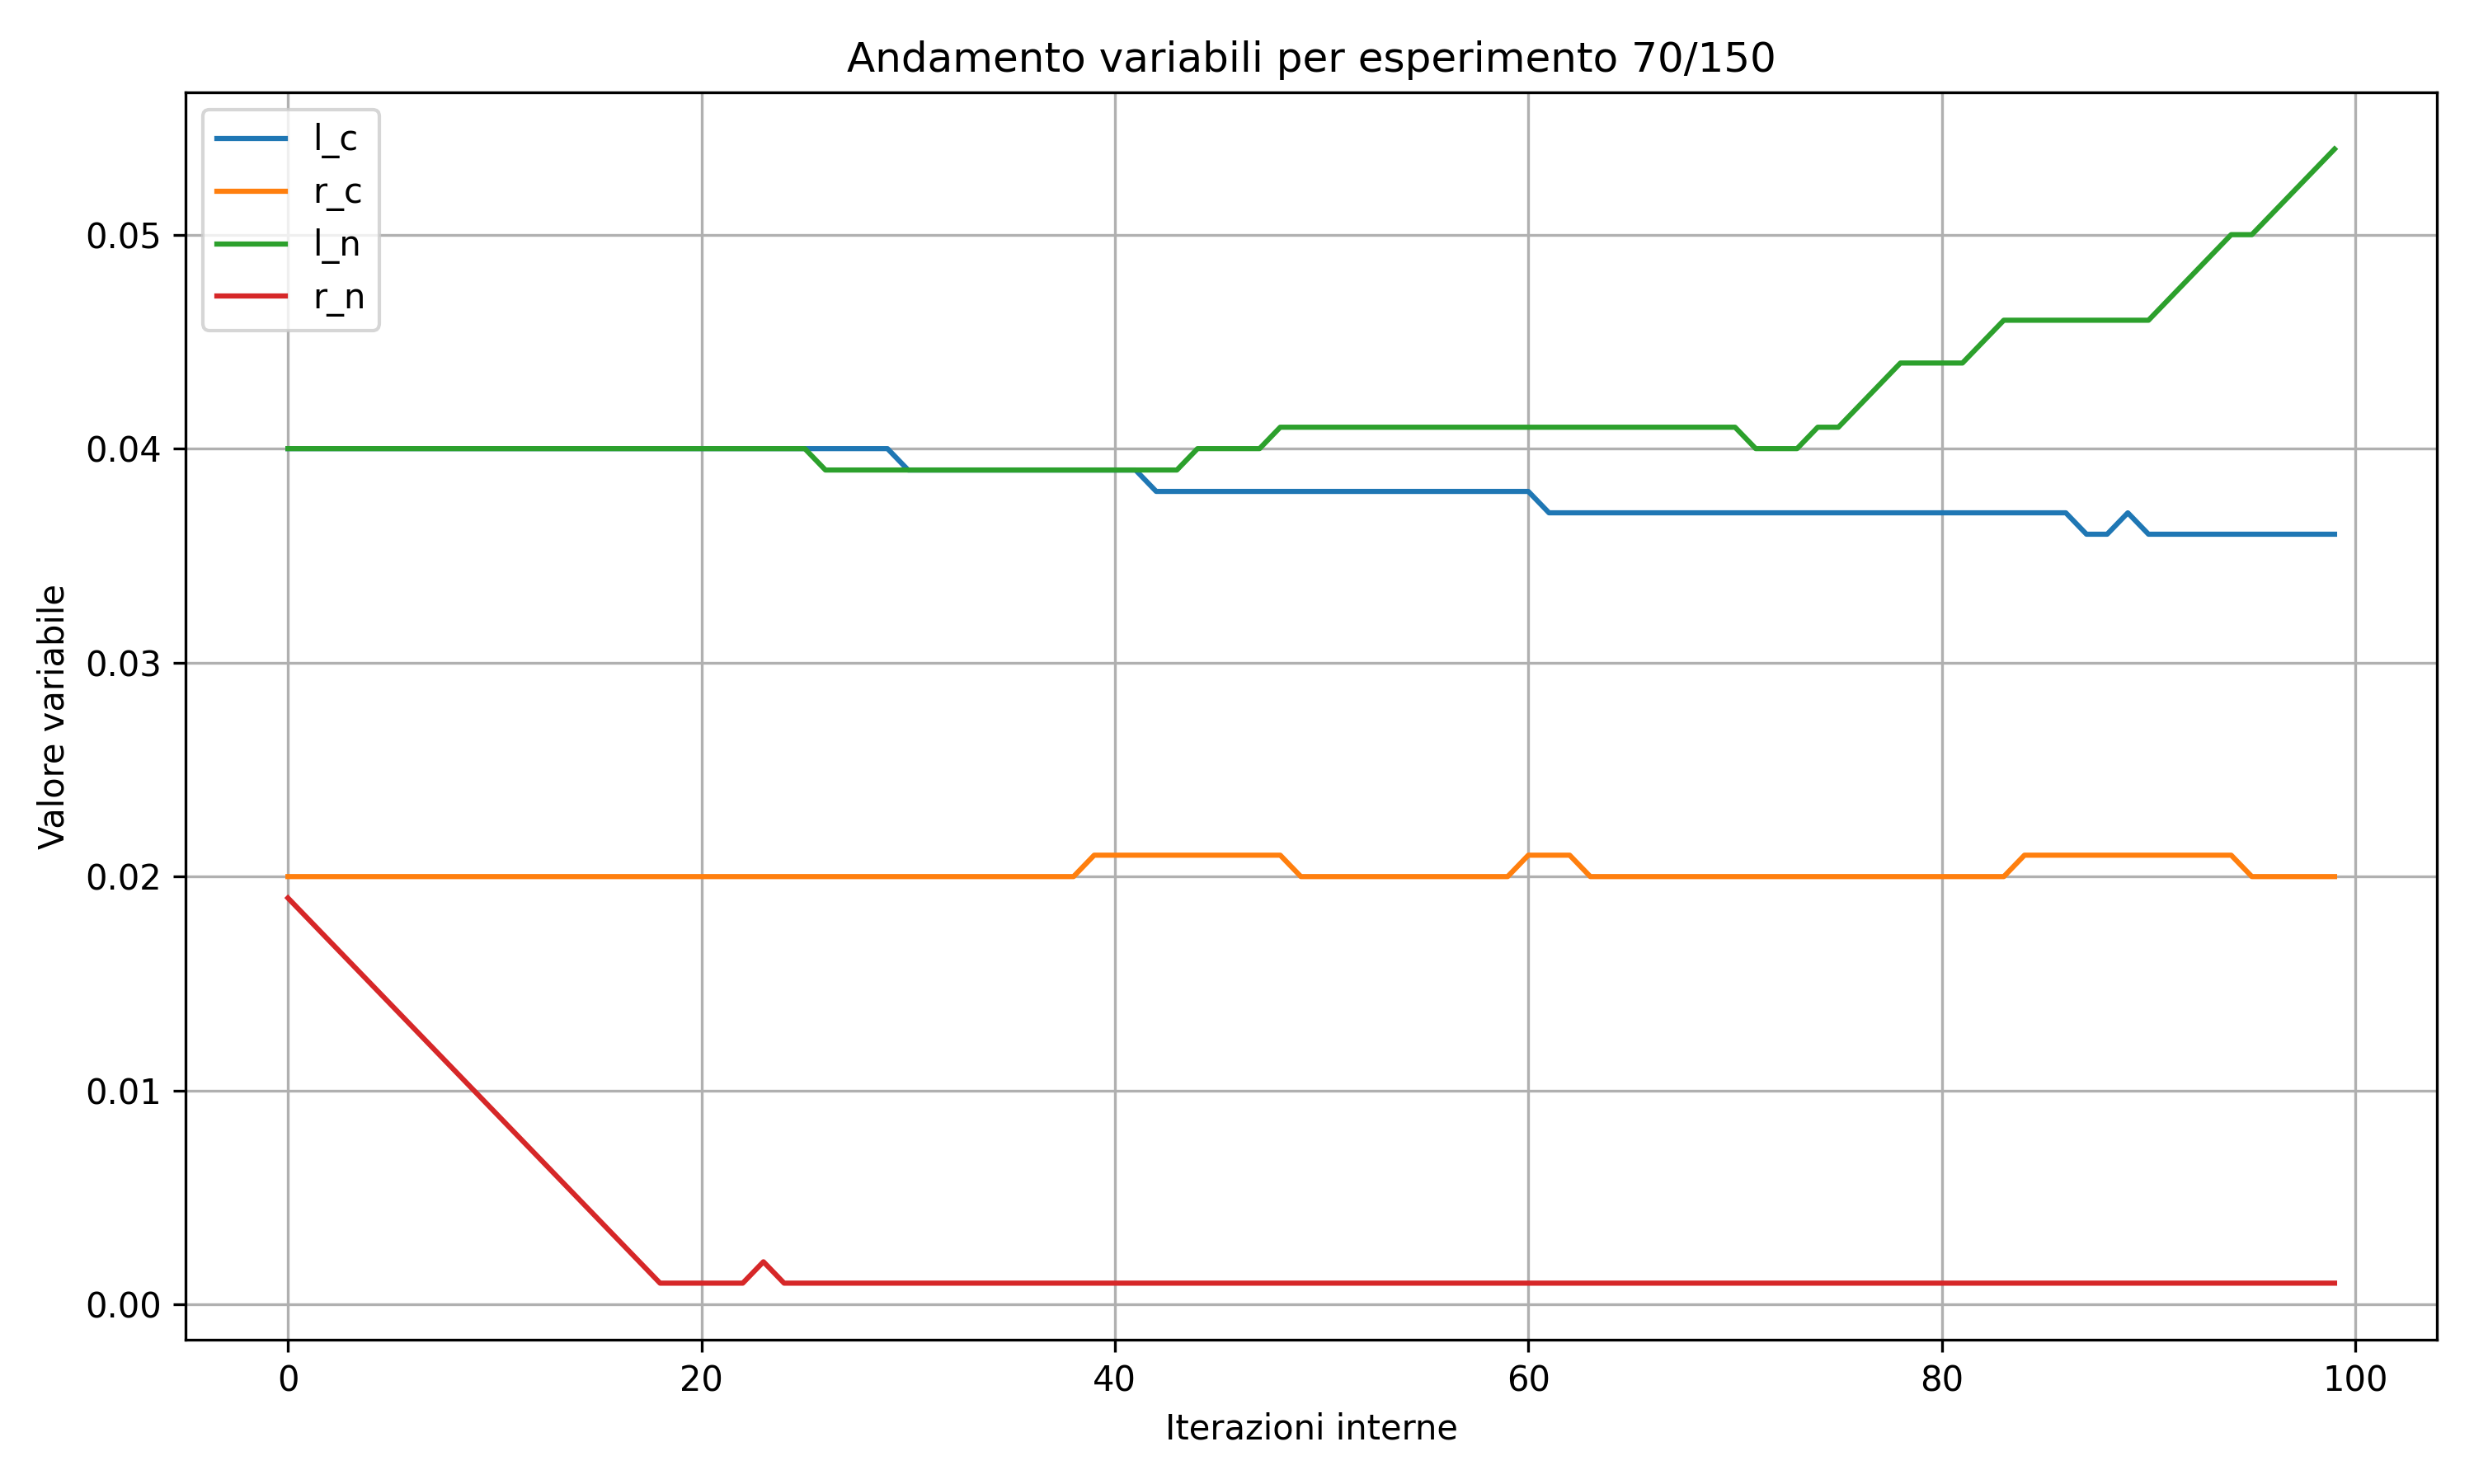 Andamento variabili per esperimento 70/150
l_c
r_c
l_n
r_n
0.05
0.04
0.03
0.02
0.01
0.00
Valore variabile
0 20 40 60 80 100
Iterazioni interne